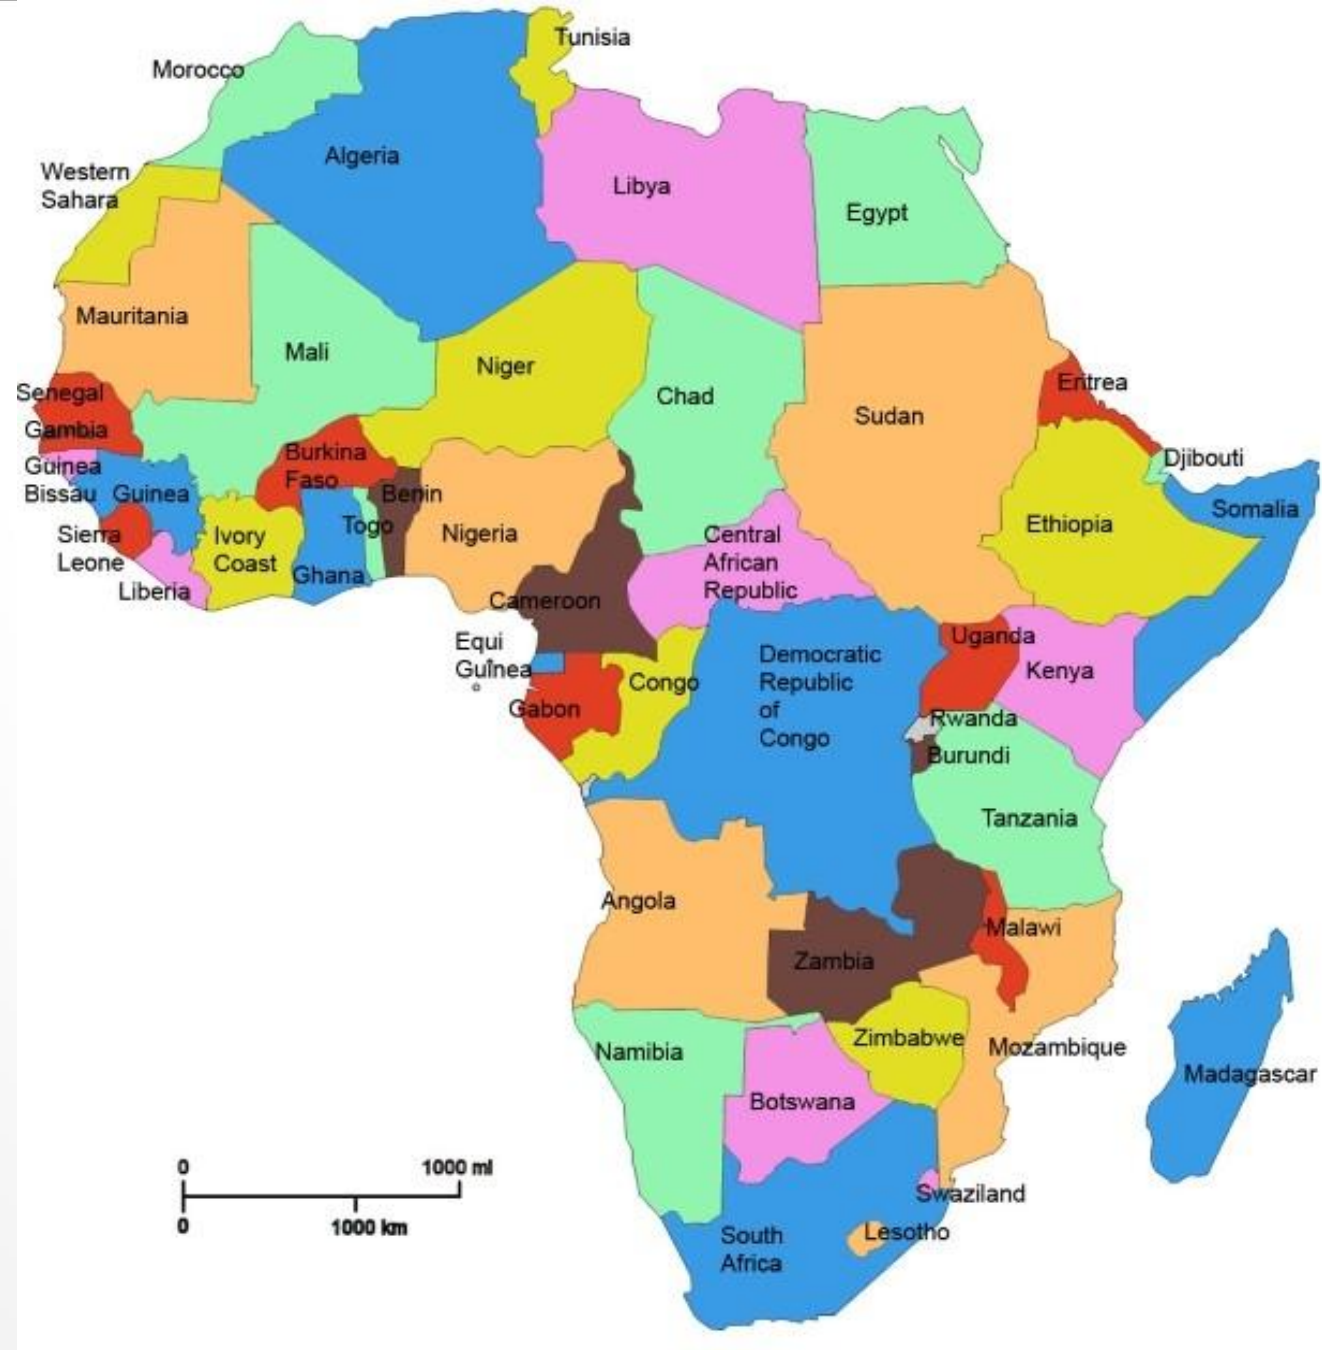 Tunisia
Morocco
Algeria
Western
Sahara
Libya
Egypt
Mauritania
Mali
Niger
Chad
Sudan
Eritrea
Senegal
Gambia
Guinea
Bissau
Guinea
Burkina
Faso
Benin
Djibouti
Somalia
Sierra
Leone
Ivory
Coast
Togo
Nigeria
Ethiopia
Central
African
Republic
Liberia
Ghana
Cameroon
Equi
Guinea
Uganda
Kenya
Democratic
Republic
of
Congo
Congo
Gabon
Rwanda
Burundi
Tanzania
Angola
Malawi
Zambia
Zimbabwe
Mozambique
Namibia
Madagascar
Botswana
0 1000 mi
0 1000 km
Swaziland
Lesotho
South
Africa